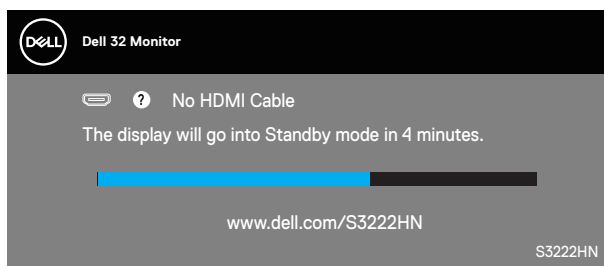 DELL
Dell 32 Monitor
? No HDMI Cable
The display will go into Standby mode in 4 minutes.
www.dell.com/S3222HN
S3222HN